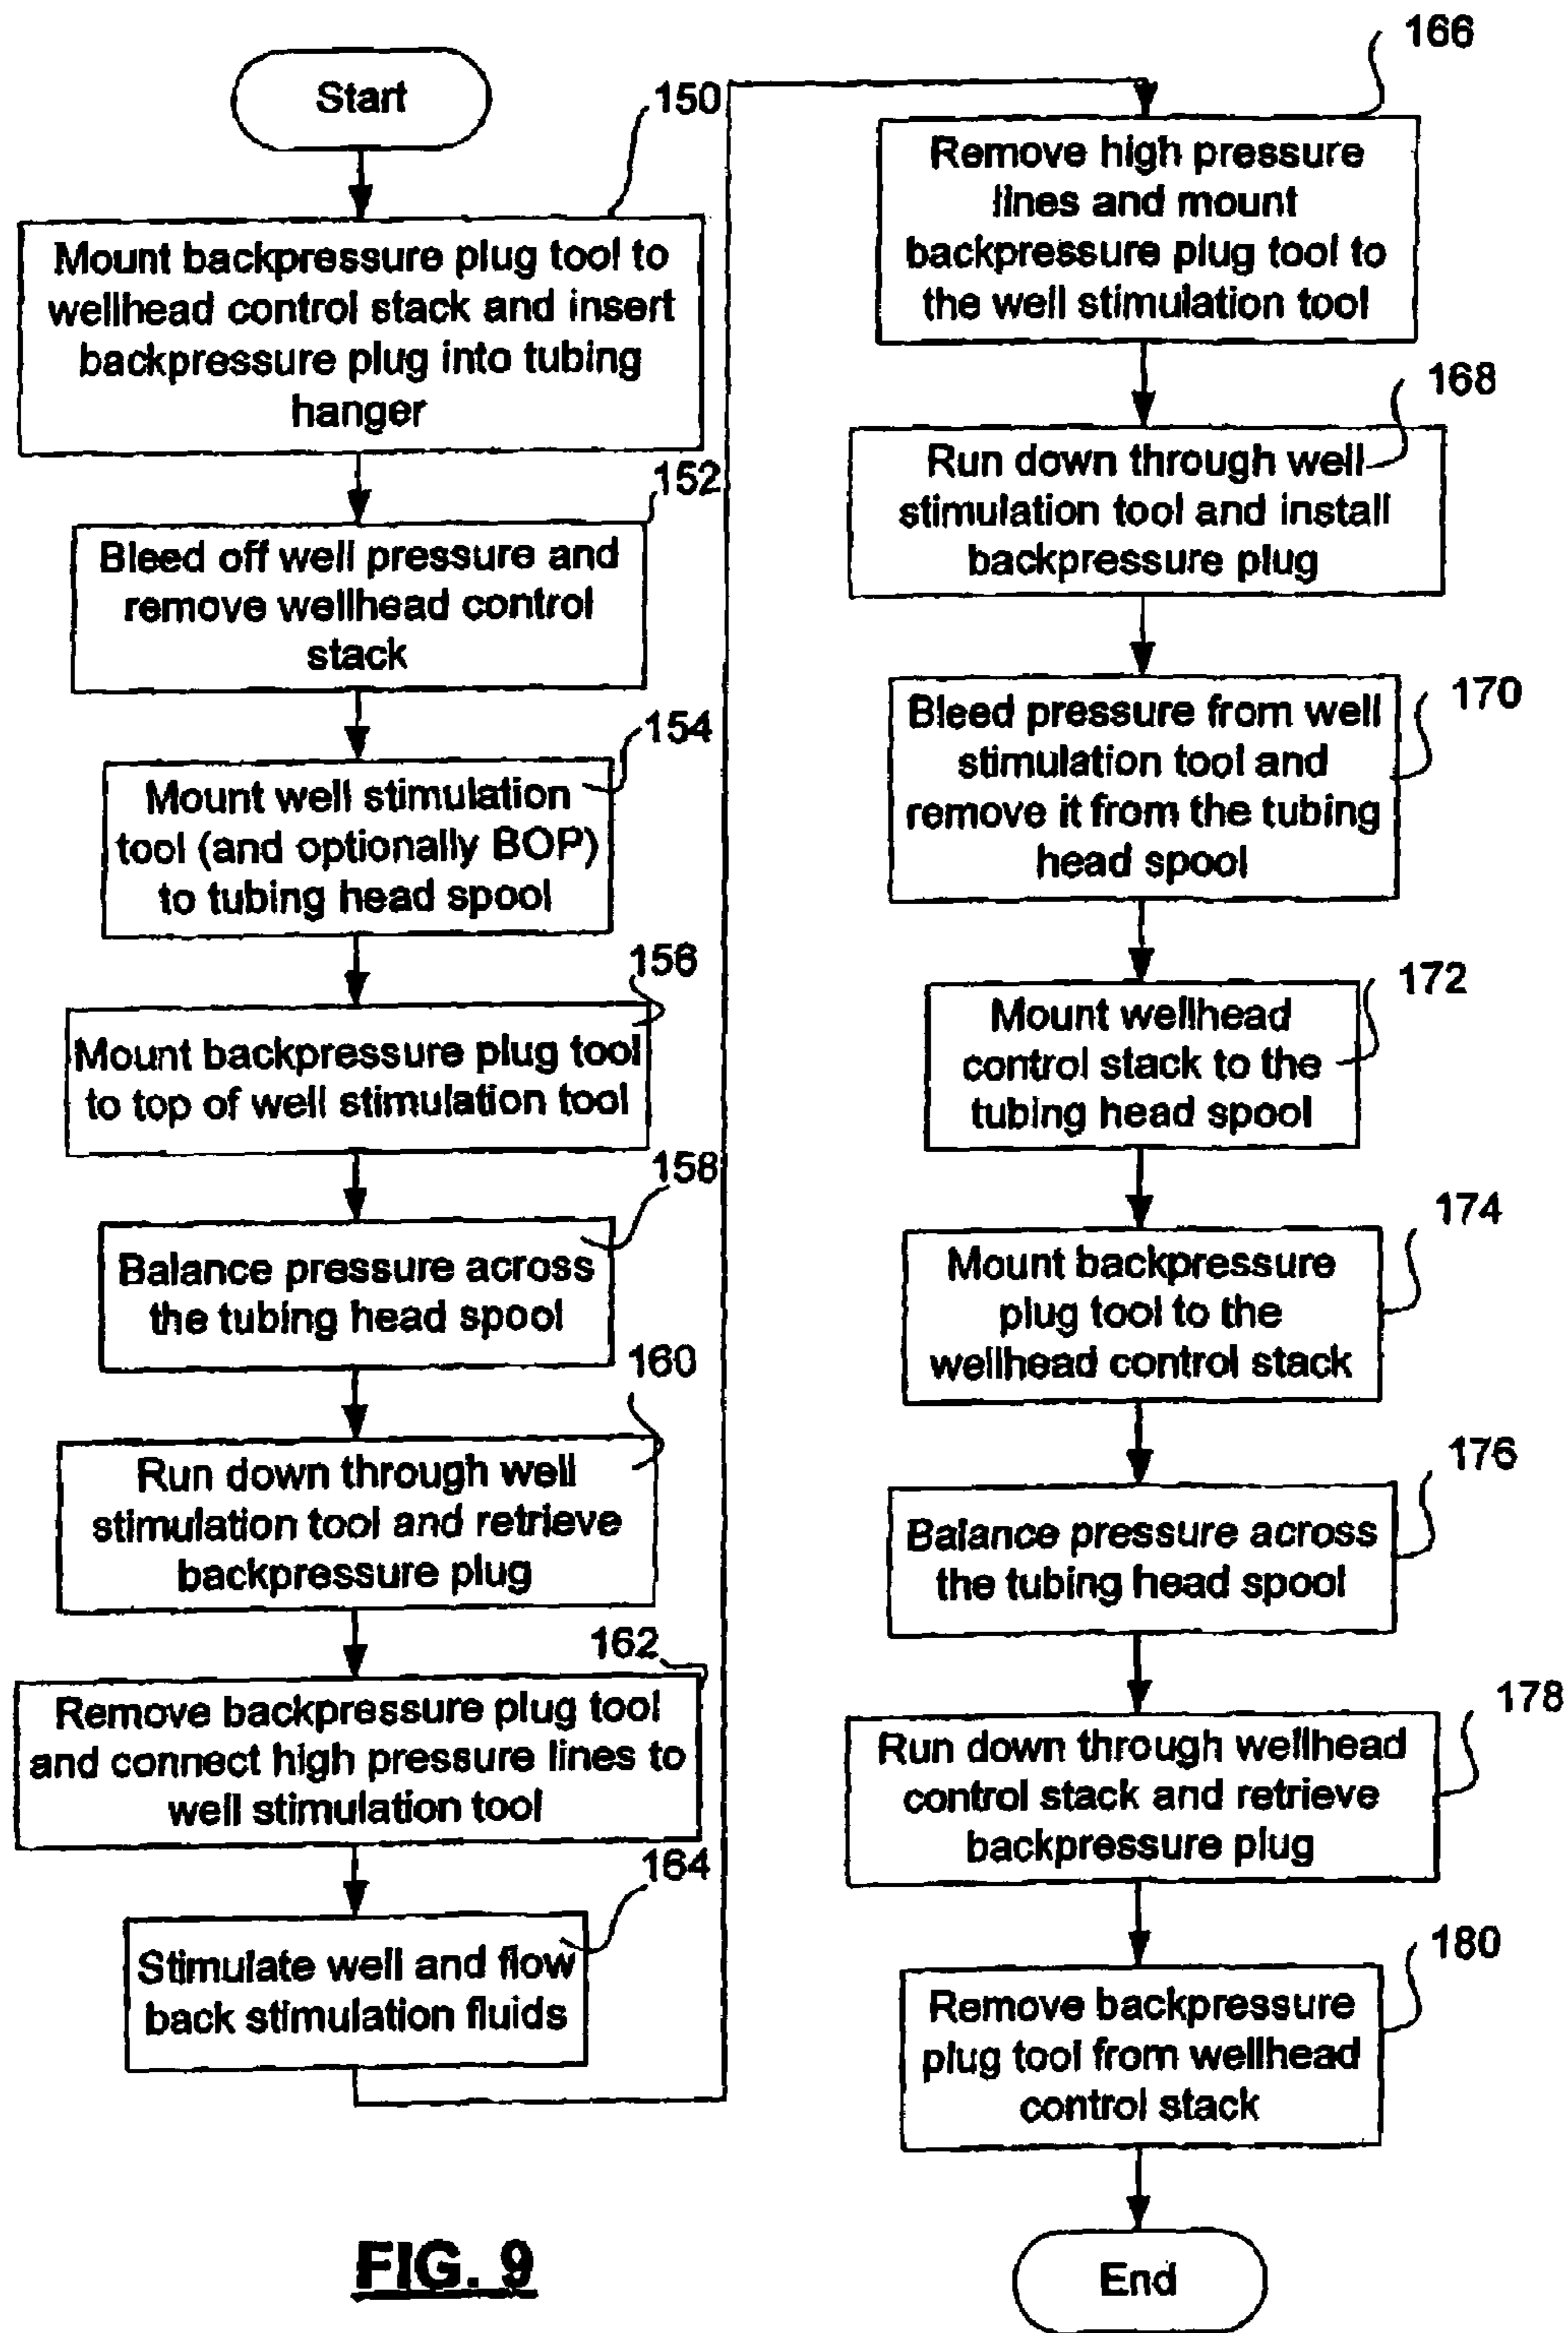 Start
150
Mount backpressure plug tool to
wellhead control stack and insert
backpressure plug into tubing
hanger
152
Bleed off well pressure and
remove wellhead control
stack
154
Mount well stimulation
tool (and optionally BOP)
to tubing head spool
156
Mount backpressure plug tool
to top of well stimulation tool
158
Balance pressure across
the tubing head spool
160
Run down through well
stimulation tool and retrieve
backpressure plug
162
Remove backpressure plug tool
and connect high pressure lines to
well stimulation tool
164
Stimulate well and flow
back stimulation fluids
166
Remove high pressure
lines and mount
backpressure plug tool to
the well stimulation tool
168
Run down through well
stimulation tool and install
backpressure plug
170
Bleed pressure from well
stimulation tool and
remove it from the tubing
head spool
172
Mount wellhead
control stack to the
tubing head spool
174
Mount backpressure
plug tool to the
wellhead control stack
176
Balance pressure across
the tubing head spool
178
Run down through wellhead
control stack and retrieve
backpressure plug
180
Remove backpressure
plug tool from wellhead
control stack
End
FIG. 9